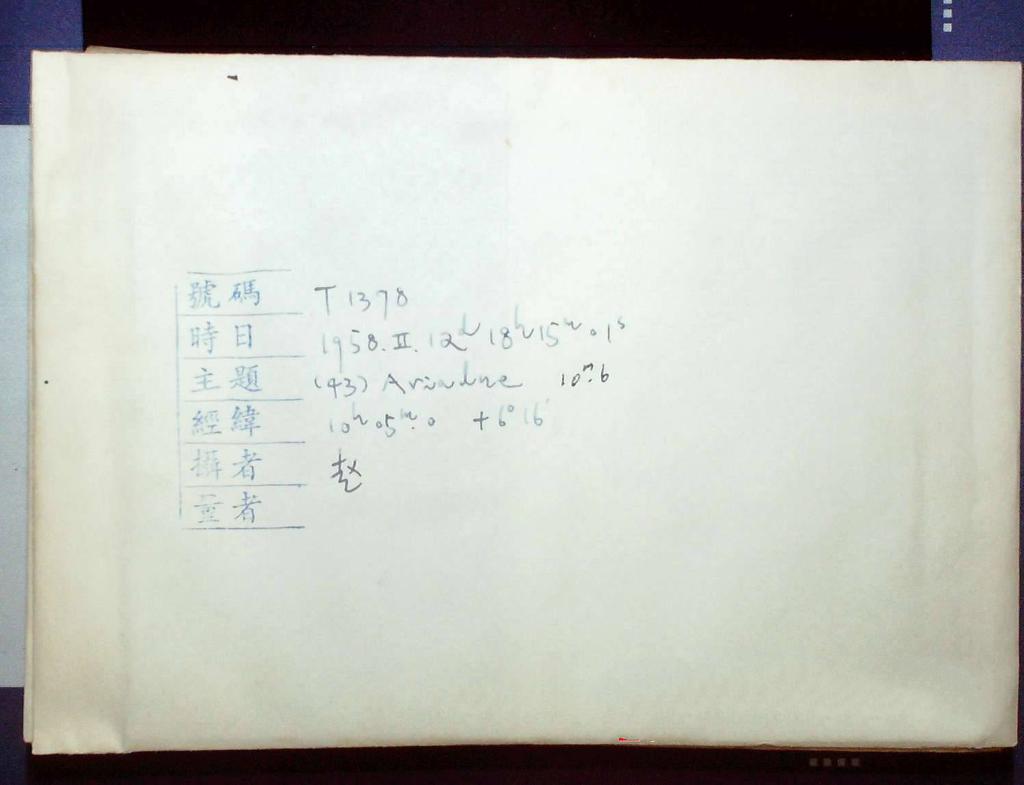 號碼 T1378
時日 1958.II.12ᵈ 18ʰ15ᵐ01ˢ
主題 (43) Ariadne 10ᵐ.6
經緯 10ʰ05ᵐ.0 +6°16'
攝者 赵
量者